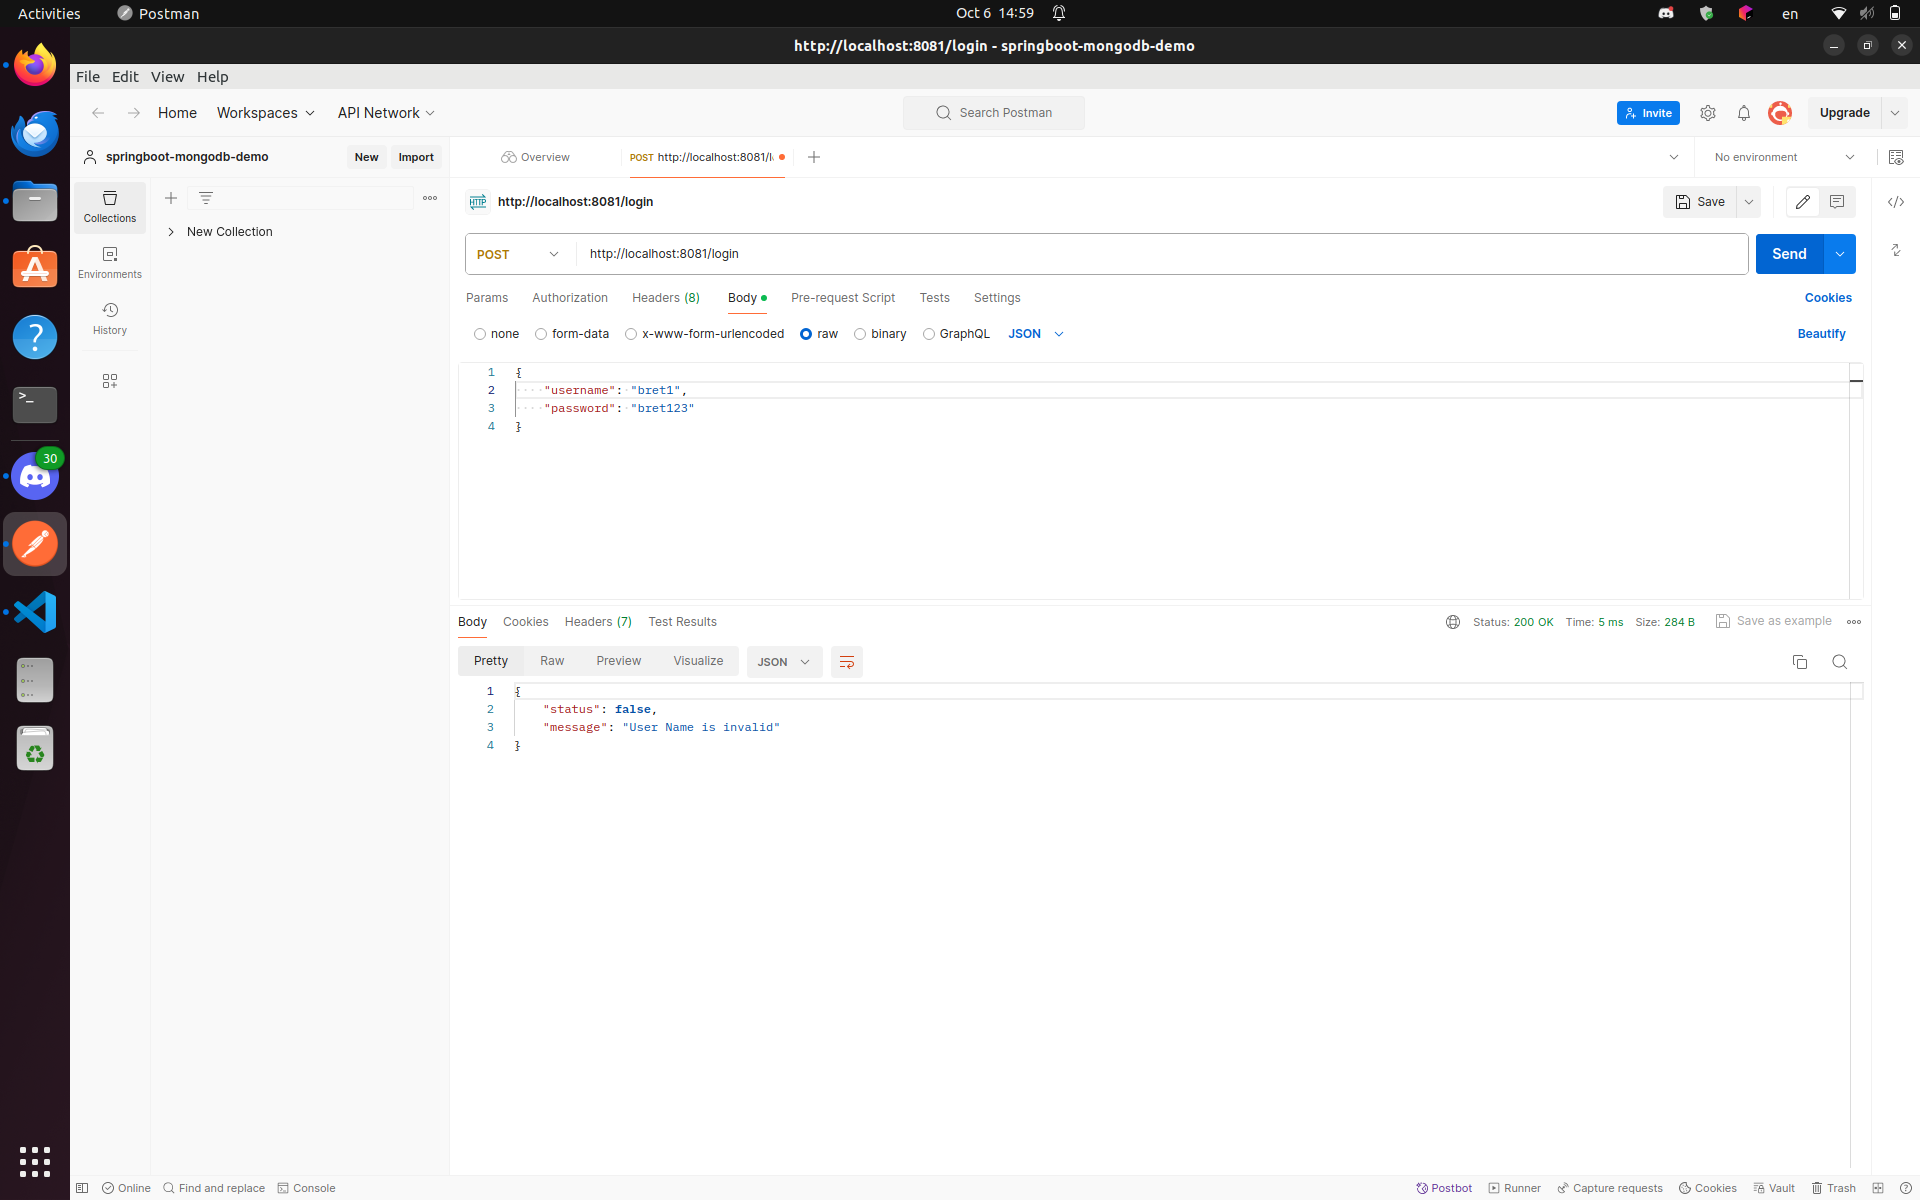 Activities Postman Oct 6 14:59 en
http://localhost:8081/login - springboot-mongodb-demo
File Edit View Help
Home Workspaces API Network Search Postman Invite Upgrade
springboot-mongodb-demo New Import Overview POST http://localhost:8081/l No environment
Collections
Environments
History
New Collection
HTTP http://localhost:8081/login Save
POST http://localhost:8081/login Send
Params Authorization Headers (8) Body Pre-request Script Tests Settings Cookies
none form-data x-www-form-urlencoded raw binary GraphQL JSON Beautify
1 {
2 "username": "bret1",
3 "password": "bret123"
4 }
30
Body Cookies Headers (7) Test Results Status: 200 OK Time: 5 ms Size: 284 B Save as example
Pretty Raw Preview Visualize JSON
1 {
2 "status": false,
3 "message": "User Name is invalid"
4 }
Online Find and replace Console Postbot Runner Capture requests Cookies Vault Trash